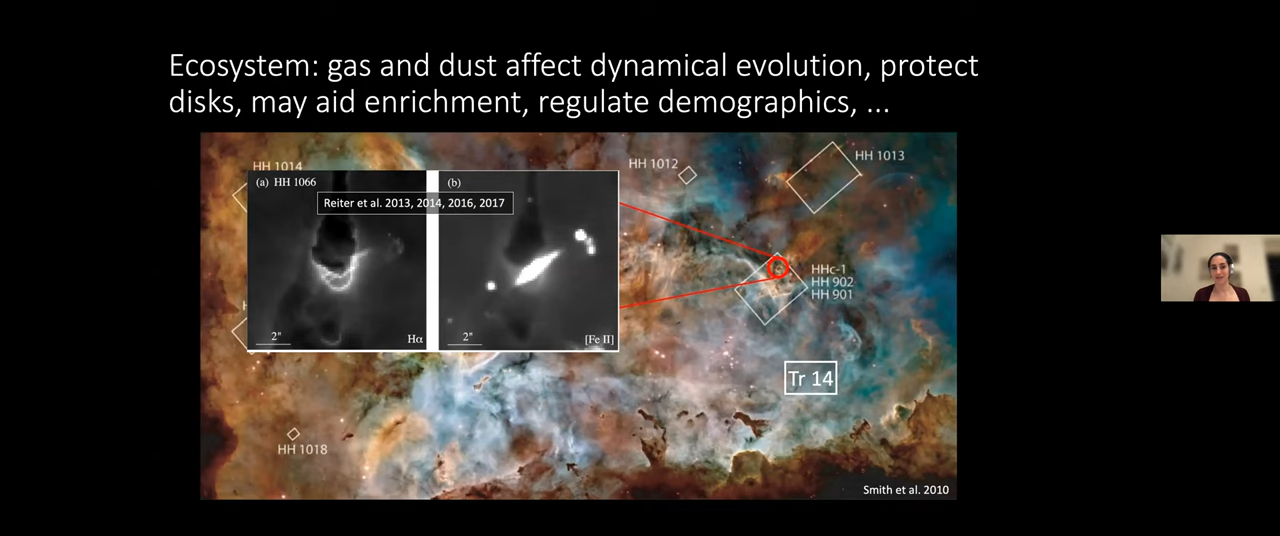 Ecosystem: gas and dust affect dynamical evolution, protect
disks, may aid enrichment, regulate demographics, ...
HH 1014
(a) HH 1066
(b)
Reiter et al. 2013, 2014, 2016, 2017
2"
Hα
2"
[Fe II]
HH 1012
HH 1013
HHc-1
HH 902
HH 901
Tr 14
HH 1018
Smith et al. 2010